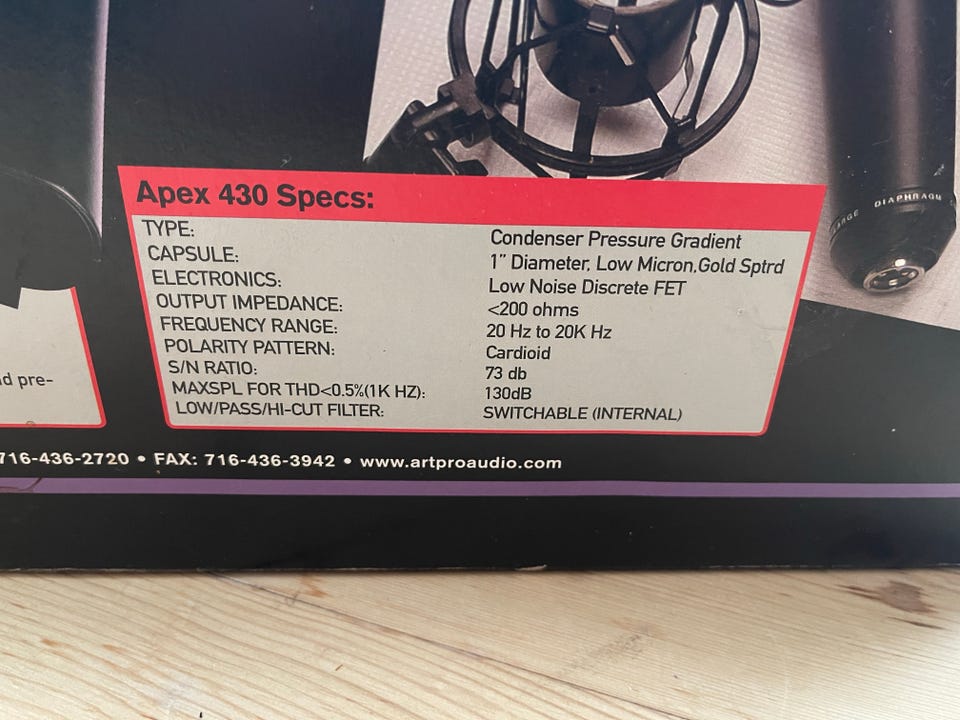 LARGE DIAPHRAGM
Apex 430 Specs:
TYPE: Condenser Pressure Gradient
CAPSULE: 1" Diameter, Low Micron,Gold Sptrd
ELECTRONICS: Low Noise Discrete FET
OUTPUT IMPEDANCE: <200 ohms
FREQUENCY RANGE: 20 Hz to 20K Hz
POLARITY PATTERN: Cardioid
S/N RATIO: 73 db
MAXSPL FOR THD<0.5%(1K HZ): 130dB
LOW/PASS/HI-CUT FILTER: SWITCHABLE (INTERNAL)
d pre-
716-436-2720 • FAX: 716-436-3942 • www.artproaudio.com